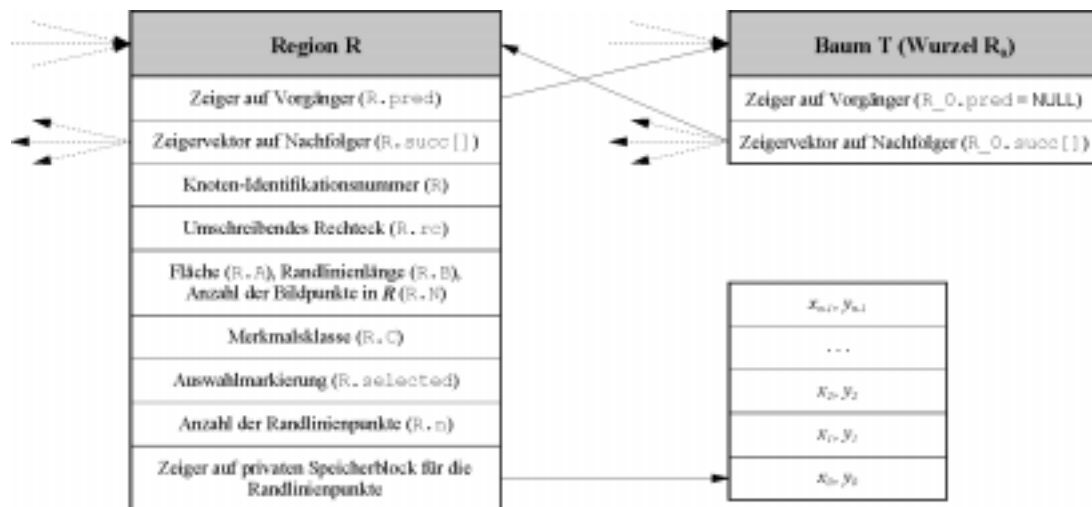 Region R
Zeiger auf Vorgänger (R.pred)
Zeigervektor auf Nachfolger (R.succ[])
Knoten-Identifikationsnummer (R)
Umschreibendes Rechteck (R.rc)
Fläche (R.A), Randlinienlänge (R.B),
Anzahl der Bildpunkte in R (R.N)
Merkmalsklasse (R.C)
Auswahlmarkierung (R.selected)
Anzahl der Randlinienpunkte (R.n)
Zeiger auf privaten Speicherblock für die
Randlinienpunkte
Baum T (Wurzel R₀)
Zeiger auf Vorgänger (R_0.pred = NULL)
Zeigervektor auf Nachfolger (R_0.succ[])
xₙ₋₁, yₙ₋₁
...
x₂, y₂
x₁, y₁
x₀, y₀